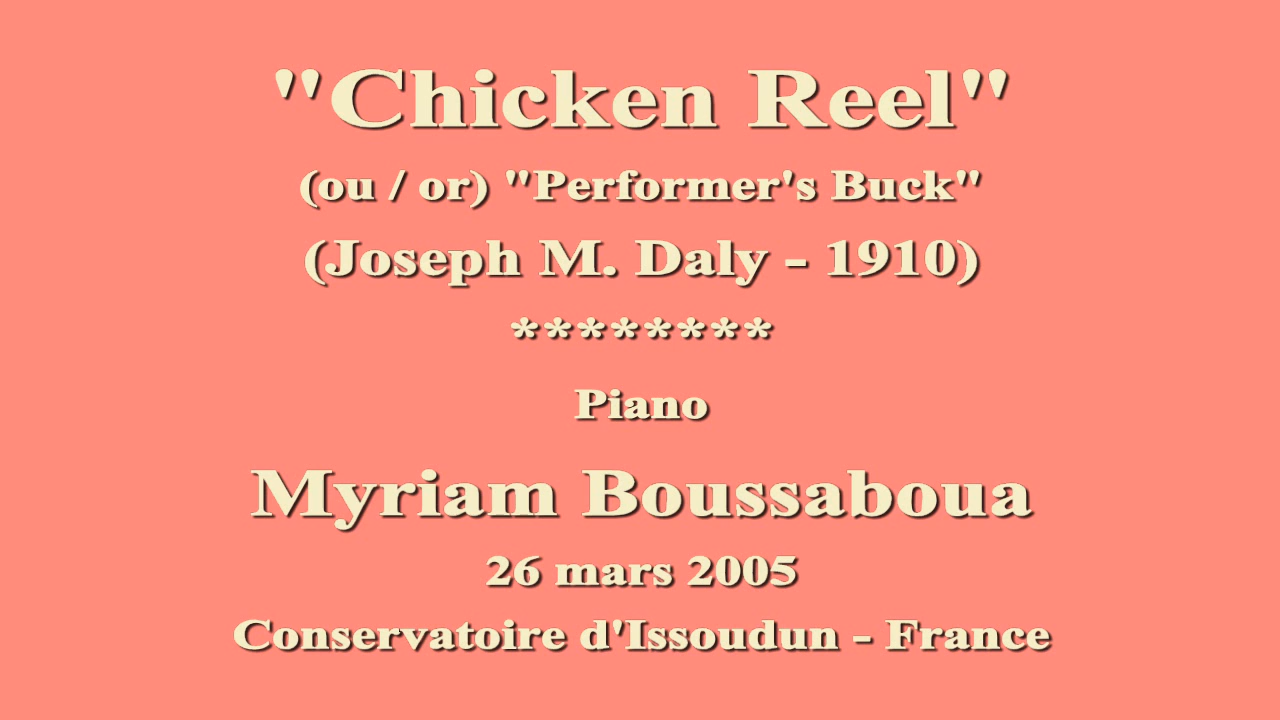 "Chicken Reel"
(ou / or) "Performer's Buck"
(Joseph M. Daly - 1910)
********
Piano
Myriam Boussaboua
26 mars 2005
Conservatoire d'Issoudun - France